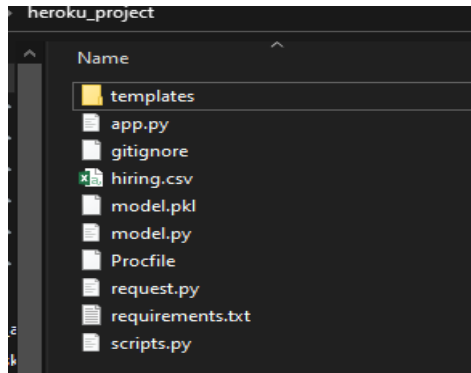 heroku_project
Name
templates
app.py
gitignore
hiring.csv
model.pkl
model.py
Procfile
request.py
requirements.txt
scripts.py